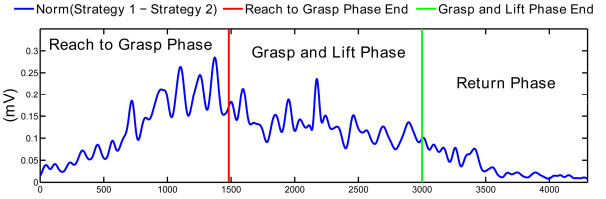 Norm(Strategy 1 − Strategy 2) Reach to Grasp Phase End Grasp and Lift Phase End
Reach to Grasp Phase
Grasp and Lift Phase
Return Phase
(mV)
0.3
0.25
0.2
0.15
0.1
0.05
0
0 500 1000 1500 2000 2500 3000 3500 4000